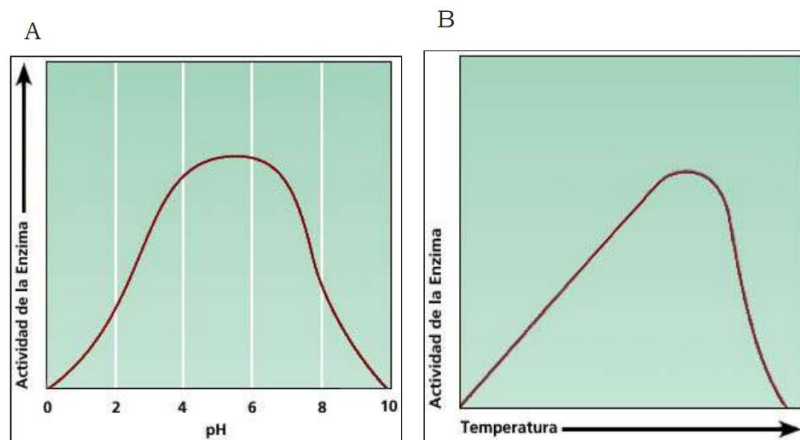 A
Actividad de la Enzima
0 2 4 6 8 10
pH
B
Actividad de la Enzima
Temperatura